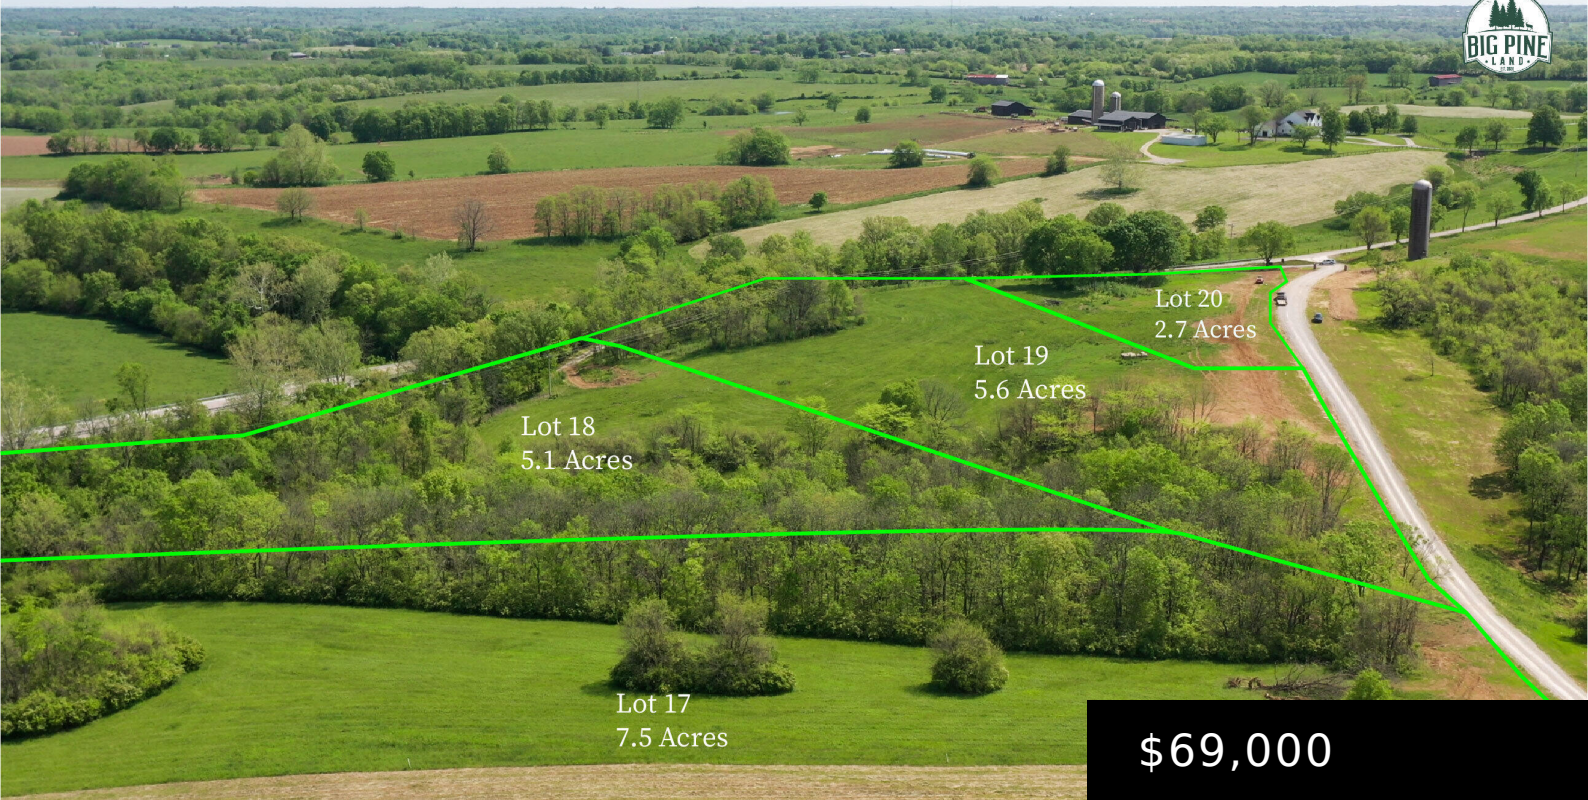 BIG PINE
LAND
Lot 20
2.7 Acres
Lot 19
5.6 Acres
Lot 18
5.1 Acres
Lot 17
7.5 Acres
$69,000